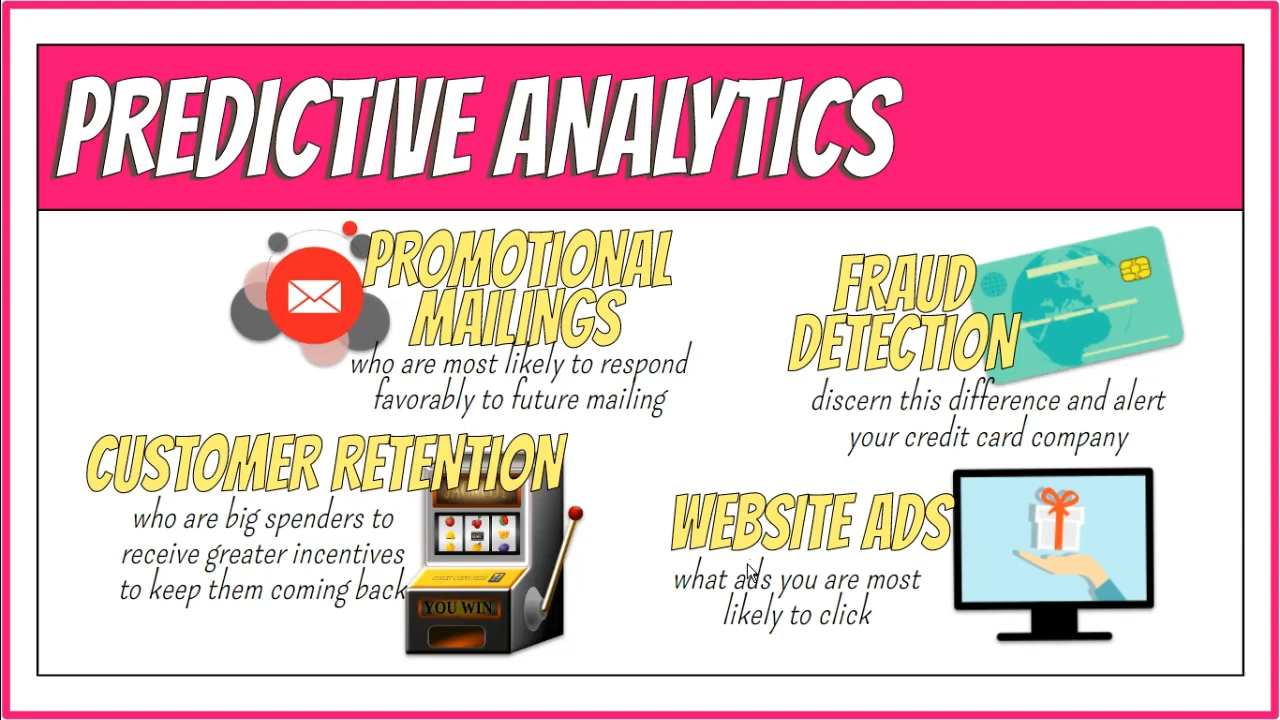 PREDICTIVE ANALYTICS
PROMOTIONAL
MAILINGS
who are most likely to respond
favorably to future mailing
FRAUD
DETECTION
discern this difference and alert
your credit card company
CUSTOMER RETENTION
who are big spenders to
receive greater incentives
to keep them coming back
YOU WIN
WEBSITE ADS
what ads you are most
likely to click